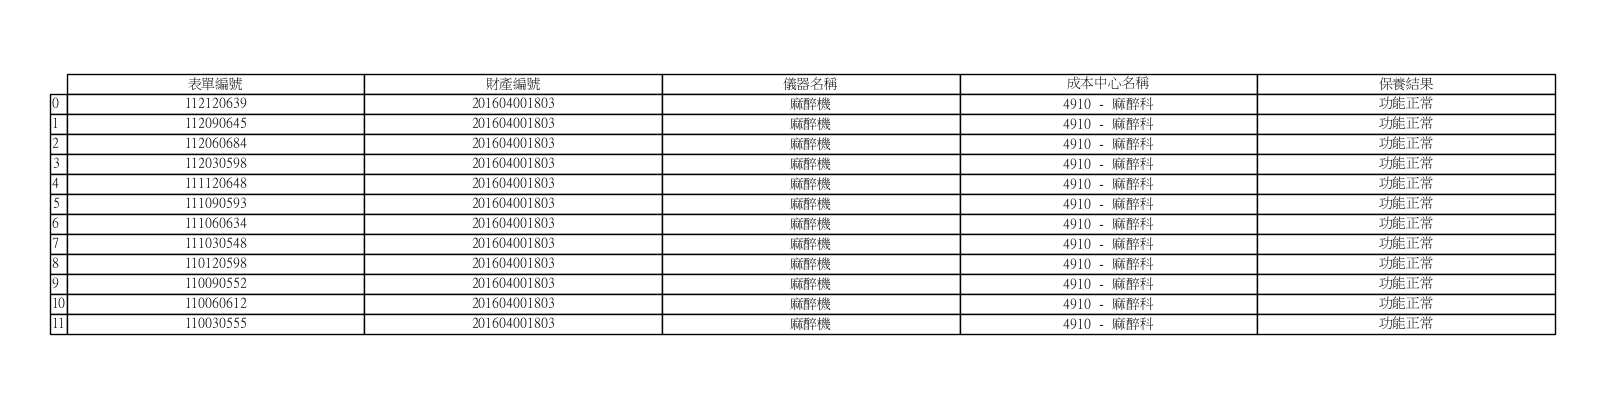 表單編號 財產編號 儀器名稱 成本中心名稱 保養結果
0 112120639 201604001803 麻醉機 4910 - 麻醉科 功能正常
1 112090645 201604001803 麻醉機 4910 - 麻醉科 功能正常
2 112060684 201604001803 麻醉機 4910 - 麻醉科 功能正常
3 112030598 201604001803 麻醉機 4910 - 麻醉科 功能正常
4 111120648 201604001803 麻醉機 4910 - 麻醉科 功能正常
5 111090593 201604001803 麻醉機 4910 - 麻醉科 功能正常
6 111060634 201604001803 麻醉機 4910 - 麻醉科 功能正常
7 111030548 201604001803 麻醉機 4910 - 麻醉科 功能正常
8 110120598 201604001803 麻醉機 4910 - 麻醉科 功能正常
9 110090552 201604001803 麻醉機 4910 - 麻醉科 功能正常
10 110060612 201604001803 麻醉機 4910 - 麻醉科 功能正常
11 110030555 201604001803 麻醉機 4910 - 麻醉科 功能正常